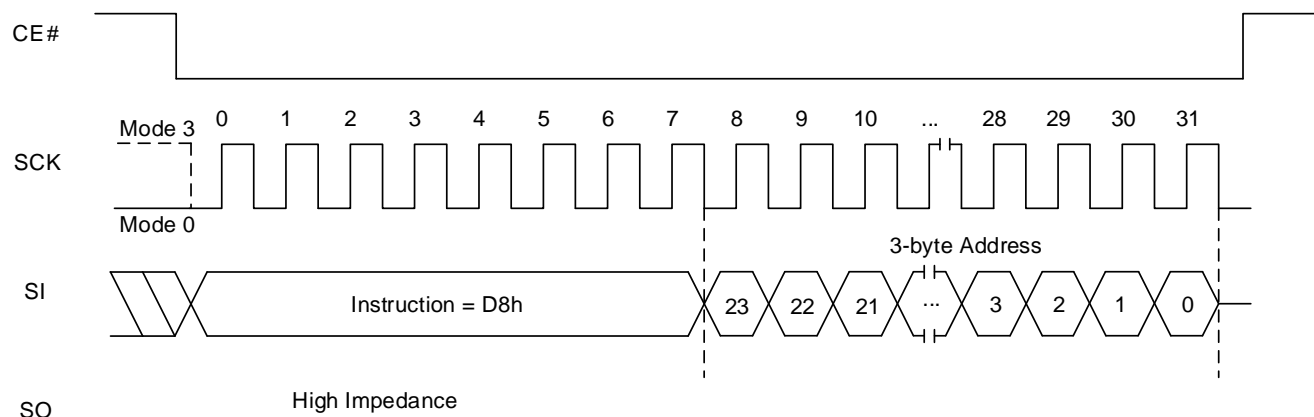 CE#
0 1 2 3 4 5 6 7 8 9 10 ... 28 29 30 31
Mode 3
SCK
Mode 0
3-byte Address
SI
Instruction = D8h 23 22 21 ... 3 2 1 0
High Impedance
SO